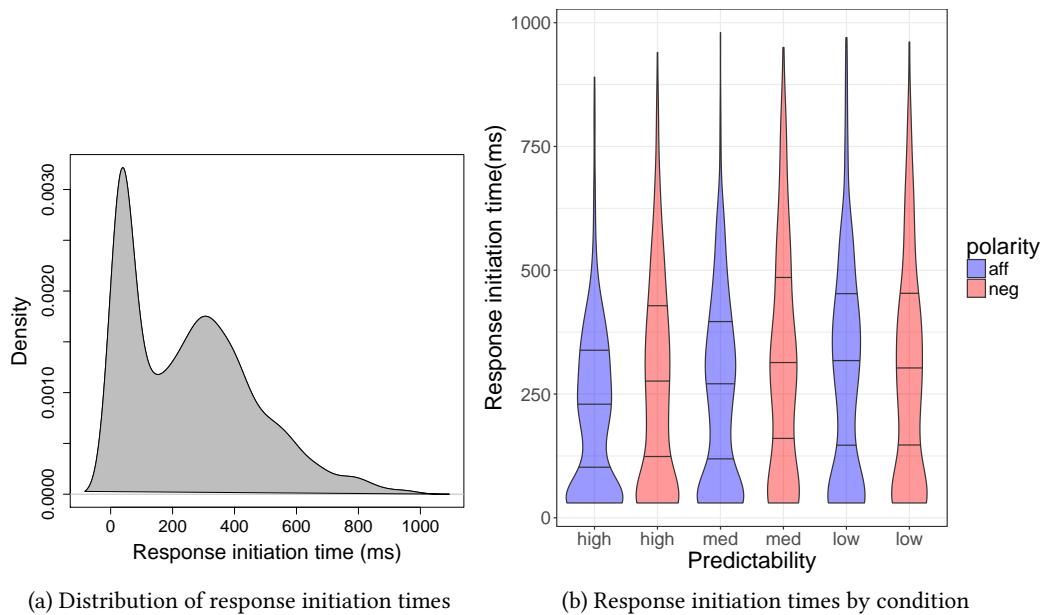 Density
0.0000 0.0010 0.0020 0.0030
0 200 400 600 800 1000
Response initiation time (ms)
(a) Distribution of response initiation times
Response initiation time(ms)
1000
750
500
250
0
high high med med low low
Predictability
polarity
aff
neg
(b) Response initiation times by condition